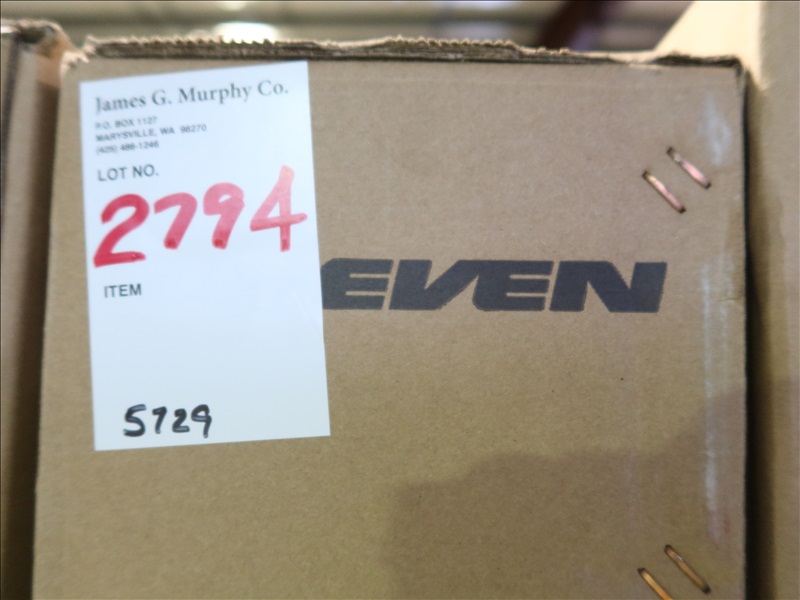 James G. Murphy Co.
P.O. BOX 1127
MARYSVILLE, WA 98270
(425) 486-1246
LOT NO.
2794
EVEN
ITEM
5729